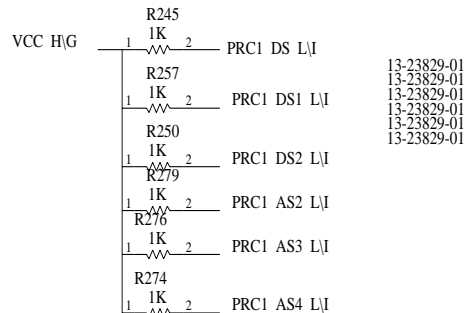 R245
1K
VCC H\G
1 2 PRC1 DS L\I
R257
1K
1 2 PRC1 DS1 L\I
R250
1K
1 2 PRC1 DS2 L\I
R279
1K
1 2 PRC1 AS2 L\I
R276
1K
1 2 PRC1 AS3 L\I
R274
1K
1 2 PRC1 AS4 L\I
13-23829-01
13-23829-01
13-23829-01
13-23829-01
13-23829-01
13-23829-01